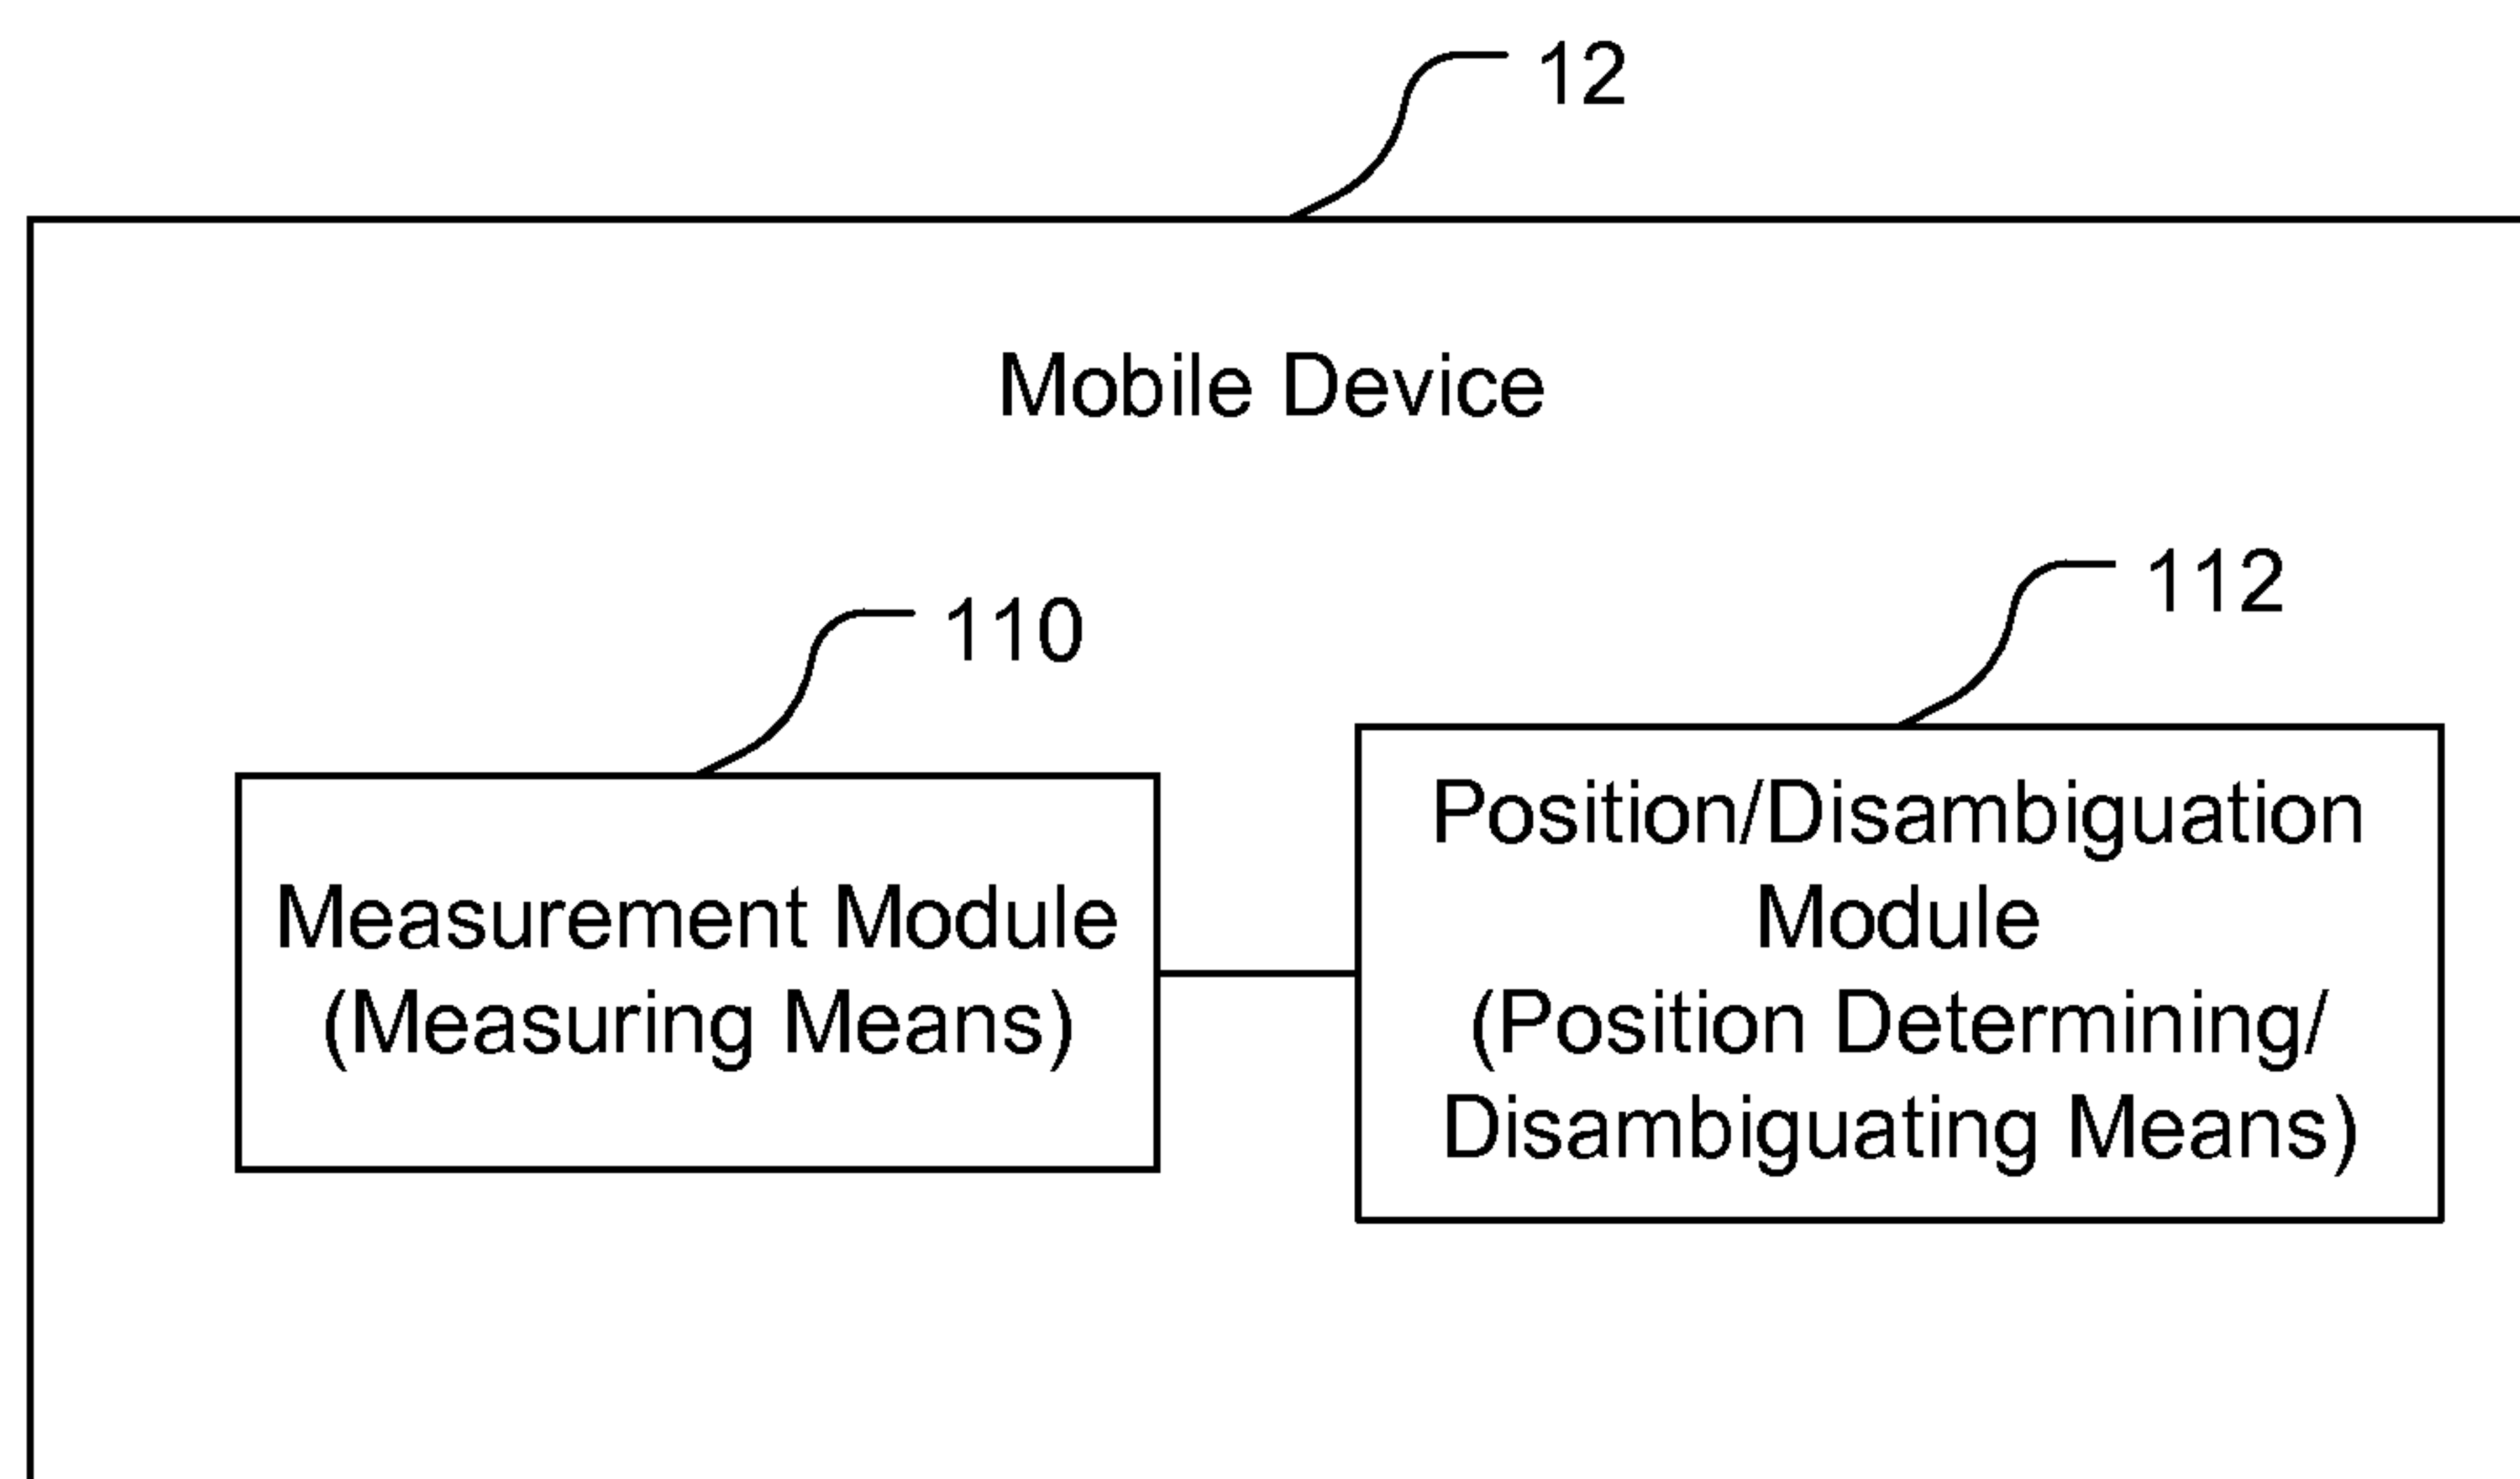 12
Mobile Device
112
110
Position/Disambiguation
Module
(Position Determining/
Disambiguating Means)
Measurement Module
(Measuring Means)